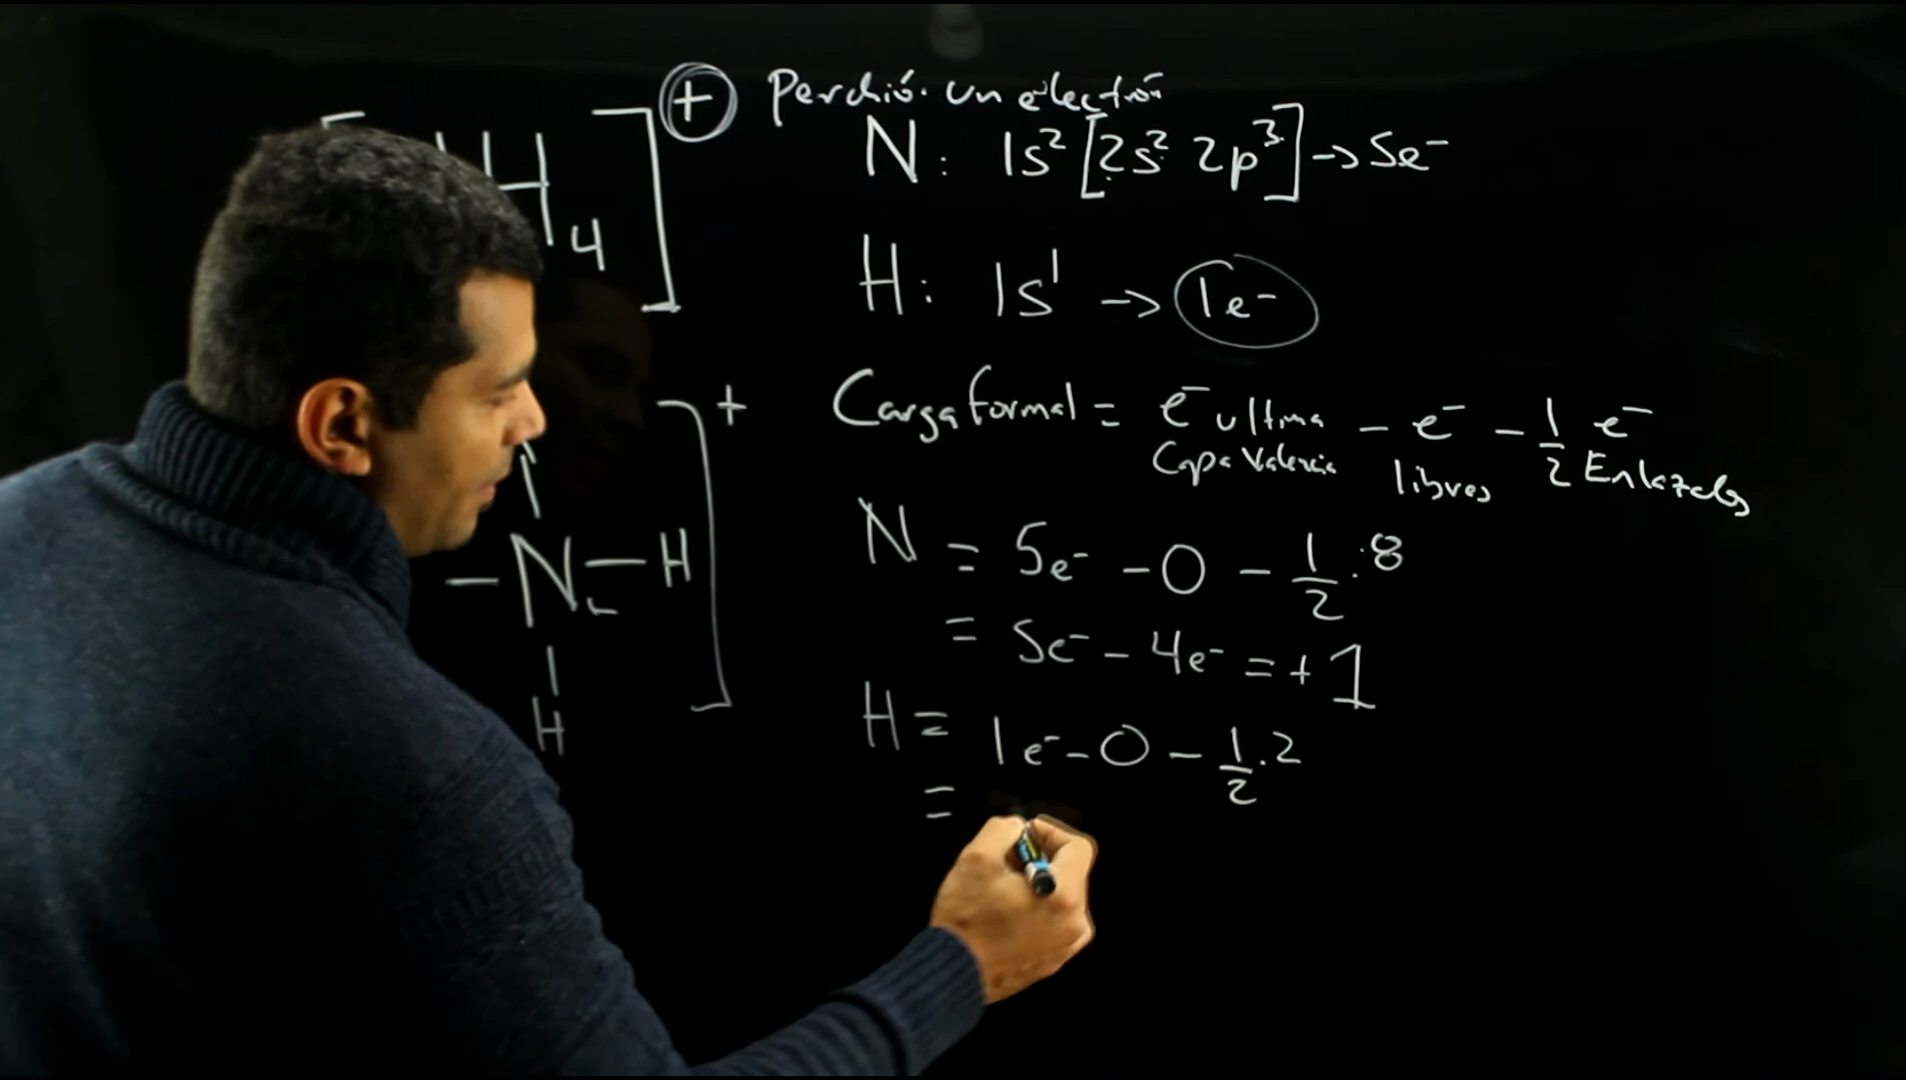 H₄]⊕ Perdió un electrón
N: 1s² [2s² 2p³] → 5e⁻
H: 1s¹ → 1e⁻
+
Carga formal = e⁻ ultima − e⁻ − 1/2 e⁻
Capa Valencia libres Enlazados
−N−H
H
N = 5e⁻ − 0 − 1/2 · 8
= 5e⁻ − 4e⁻ = +1
H = 1e⁻ − 0 − 1/2 · 2
=